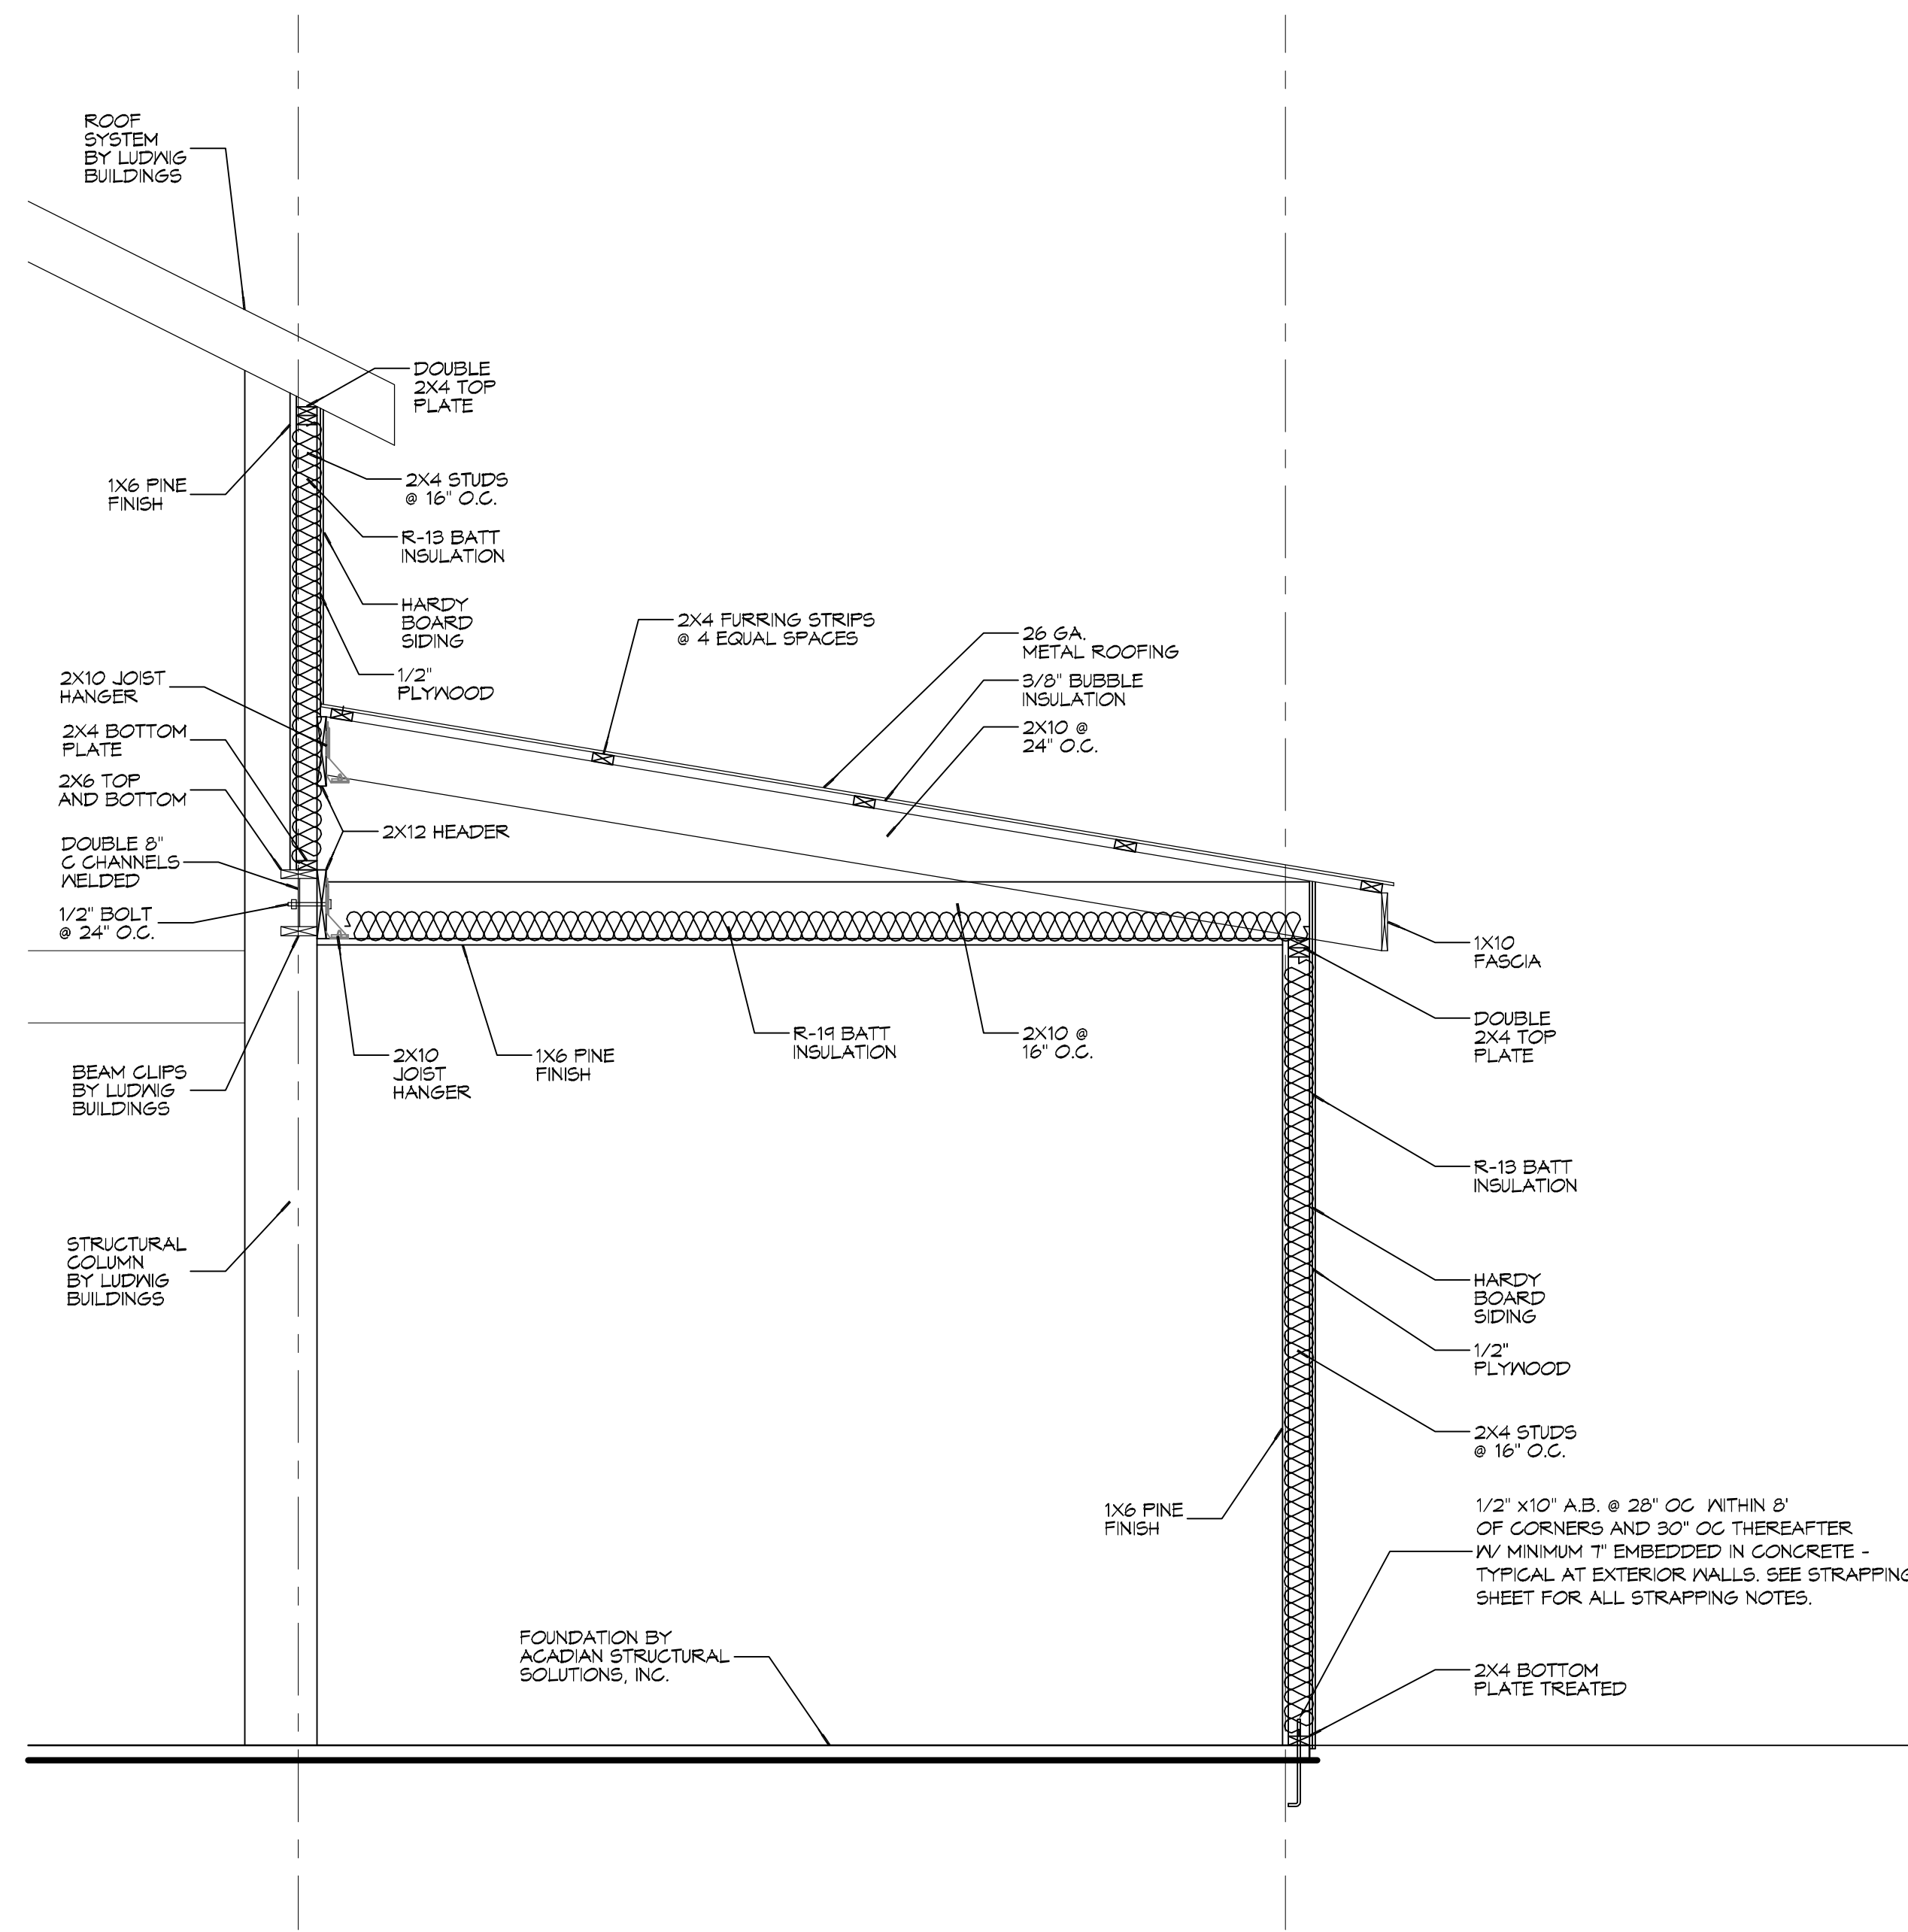 ROOF
SYSTEM
BY LUDWIG
BUILDINGS
DOUBLE
2X4 TOP
PLATE
1X6 PINE
FINISH
2X4 STUDS
@ 16" O.C.
R-13 BATT
INSULATION
HARDY
BOARD
SIDING
1/2"
PLYWOOD
2X4 FURRING STRIPS
@ 4 EQUAL SPACES
26 GA.
METAL ROOFING
3/8" BUBBLE
INSULATION
2X10 @
24" O.C.
2X10 JOIST
HANGER
2X4 BOTTOM
PLATE
2X6 TOP
AND BOTTOM
2X12 HEADER
DOUBLE 8"
C CHANNELS
WELDED
1/2" BOLT
@ 24" O.C.
1X10
FASCIA
DOUBLE
2X4 TOP
PLATE
BEAM CLIPS
BY LUDWIG
BUILDINGS
2X10
JOIST
HANGER
1X6 PINE
FINISH
R-19 BATT
INSULATION
2X10 @
16" O.C.
R-13 BATT
INSULATION
STRUCTURAL
COLUMN
BY LUDWIG
BUILDINGS
HARDY
BOARD
SIDING
1/2"
PLYWOOD
2X4 STUDS
@ 16" O.C.
1X6 PINE
FINISH
1/2" x10" A.B. @ 28" OC WITHIN 8'
OF CORNERS AND 30" OC THEREAFTER
W/ MINIMUM 7" EMBEDDED IN CONCRETE -
TYPICAL AT EXTERIOR WALLS. SEE STRAPPING
SHEET FOR ALL STRAPPING NOTES.
FOUNDATION BY
ACADIAN STRUCTURAL
SOLUTIONS, INC.
2X4 BOTTOM
PLATE TREATED